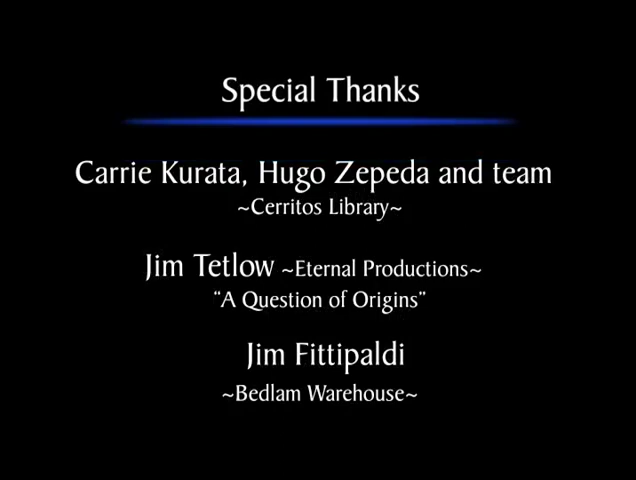 Special Thanks
Carrie Kurata, Hugo Zepeda and team
~Cerritos Library~
Jim Tetlow ~Eternal Productions~
“A Question of Origins”
Jim Fittipaldi
~Bedlam Warehouse~